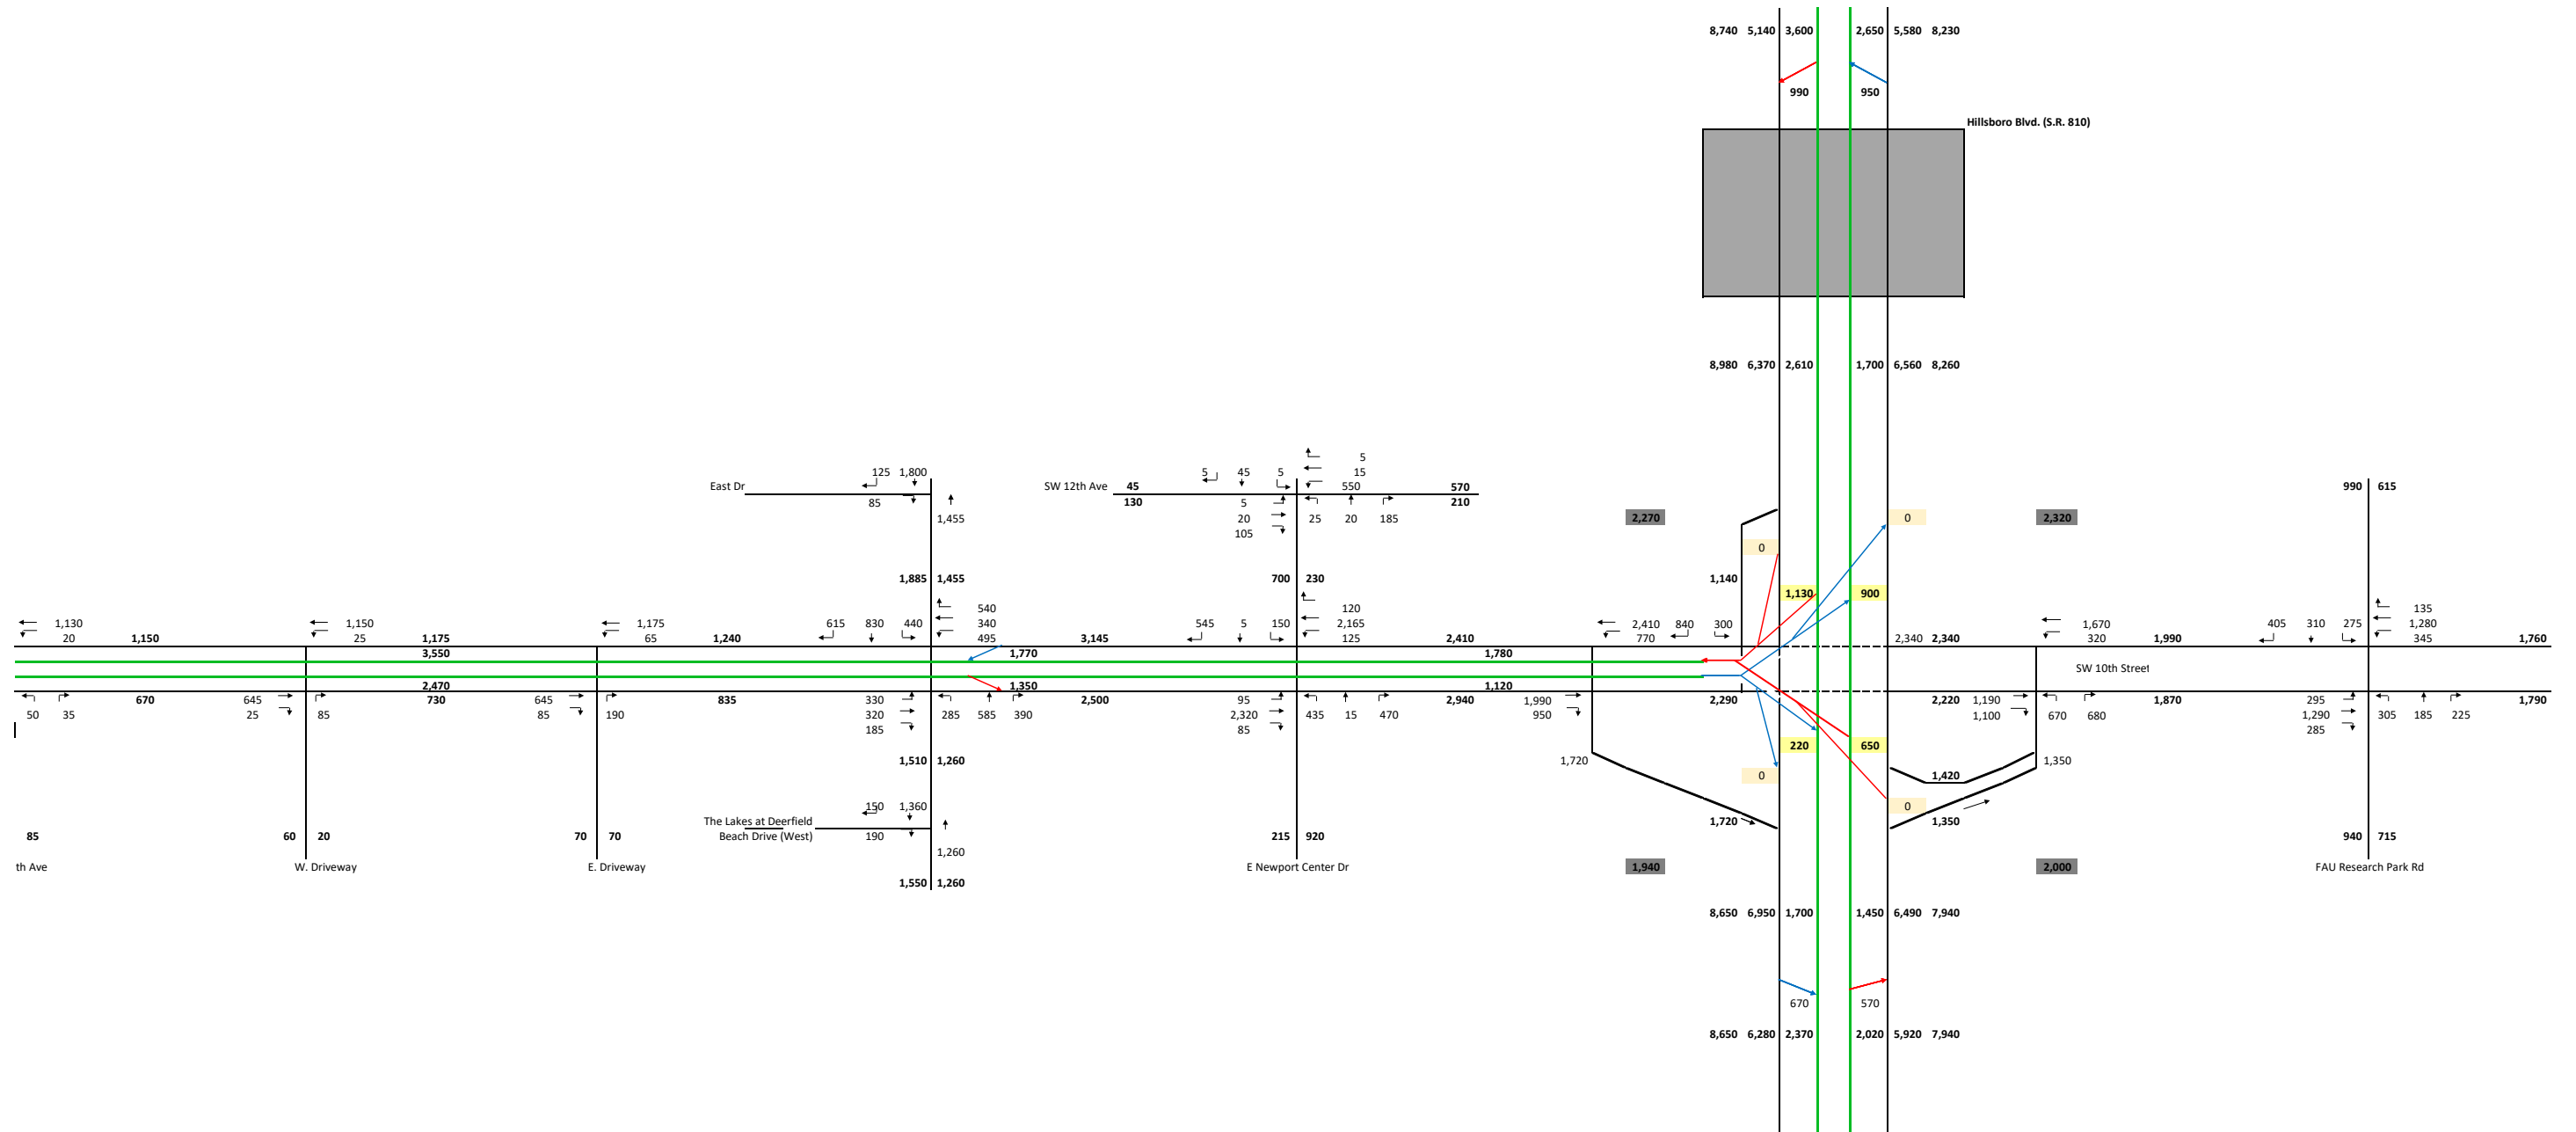 8,740 5,140 3,600 2,650 5,580 8,230
990 950
Hillsboro Blvd. (S.R. 810)
8,980 6,370 2,610 1,700 6,560 8,260
5
125 1,800 5 45 5 15
East Dr SW 12th Ave 45 550 570 990 615
85 130 5 210
1,455 20 25 20 185 2,270 0 2,320
105
0
1,885 1,455 700 230 1,140
1,130 900
540 120 135
1,130 1,150 1,175 615 830 440 340 545 5 150 2,165 2,410 840 300 1,670 405 310 275 1,280
20 1,150 25 1,175 65 1,240 495 3,145 125 2,410 770 2,340 2,340 320 1,990 345 1,760
3,550 1,770 1,780
SW 10th Street
2,470 1,350 1,120
670 645 730 645 835 330 2,500 95 2,940 1,990 2,290 2,220 1,190 1,870 295 1,790
50 35 25 85 85 190 320 285 585 390 2,320 435 15 470 950 1,100 670 680 1,290 305 185 225
185 85 285
220 650
1,510 1,260 1,720 1,350
0 1,420
150 1,360 0
The Lakes at Deerfield 1,720 1,350
Beach Drive (West) 190
85 60 20 70 70 215 920 940 715
1,260
th Ave W. Driveway E. Driveway E Newport Center Dr 1,940 2,000 FAU Research Park Rd
1,550 1,260
8,650 6,950 1,700 1,450 6,490 7,940
670 570
8,650 6,280 2,370 2,020 5,920 7,940